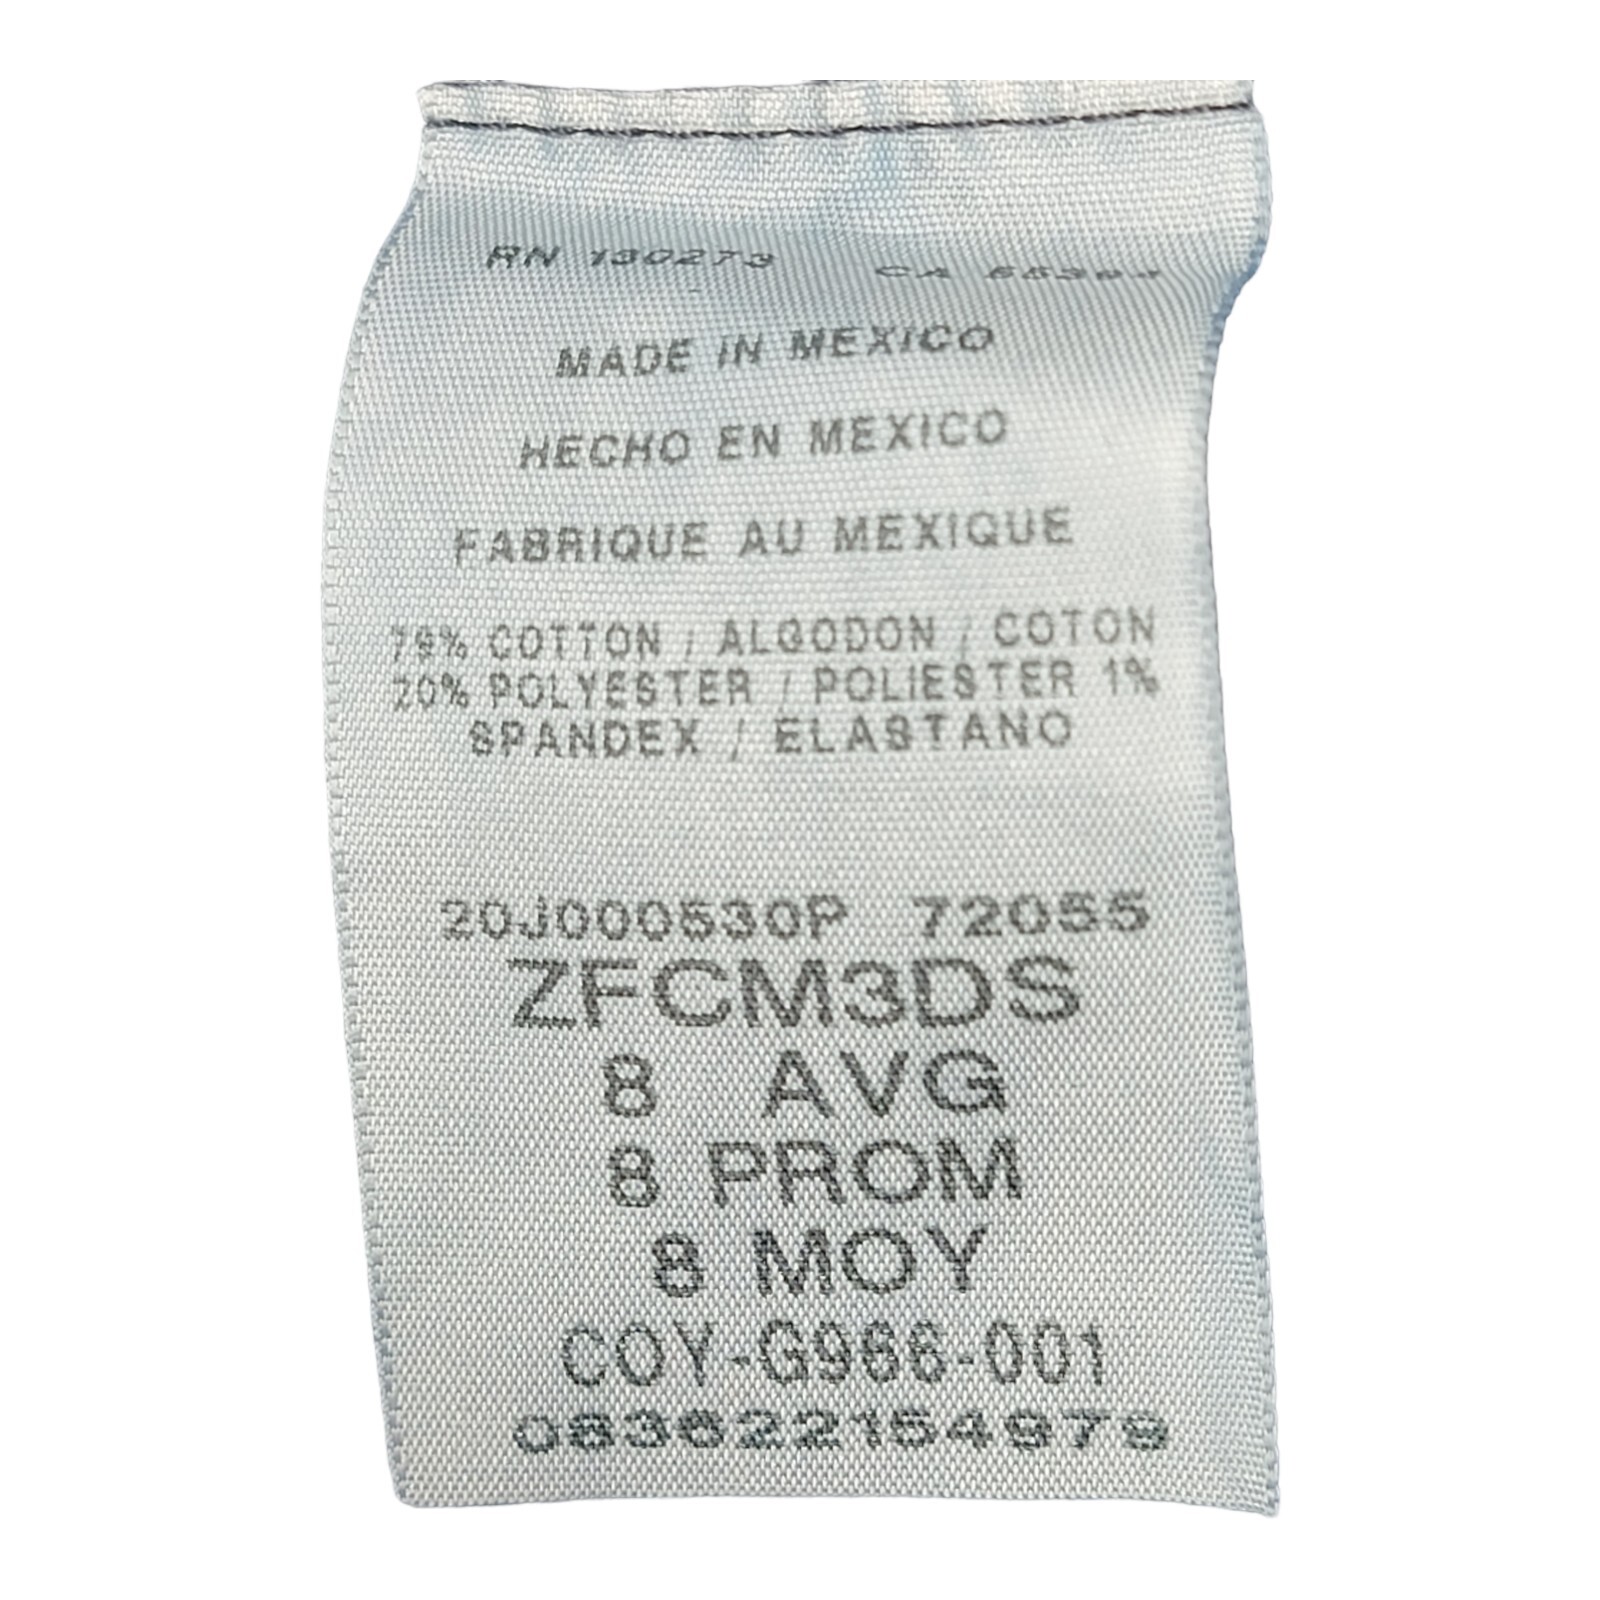 RN 130273 CA 55394
MADE IN MEXICO
HECHO EN MEXICO
FABRIQUE AU MEXIQUE
79% COTTON / ALGODON / COTON
20% POLYESTER / POLIESTER 1%
SPANDEX / ELASTANO
20J000530P 72055
ZFCM3DS
8 AVG
8 PROM
8 MOY
COY-G966-001
083622154979